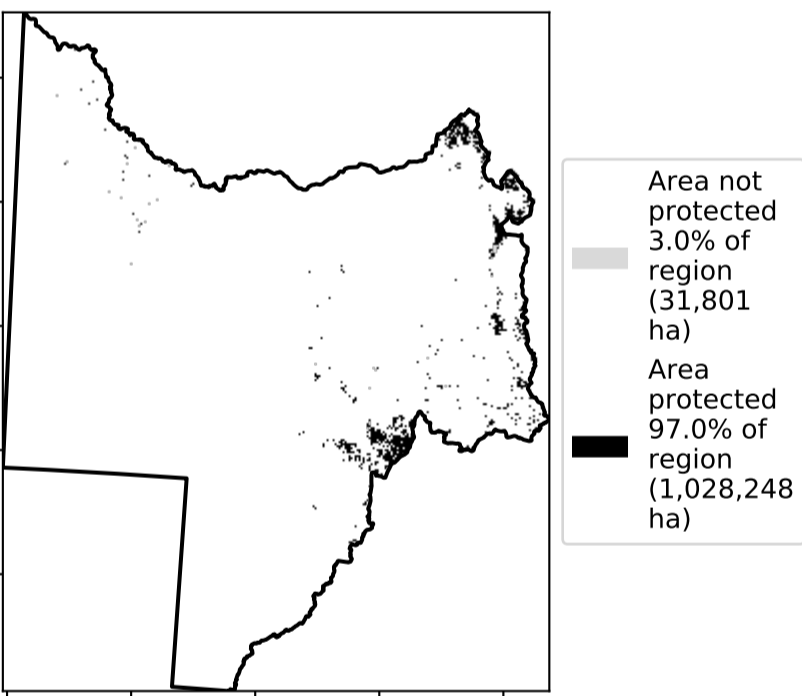 Area not
protected
3.0% of
region
(31,801
ha)
Area
protected
97.0% of
region
(1,028,248
ha)